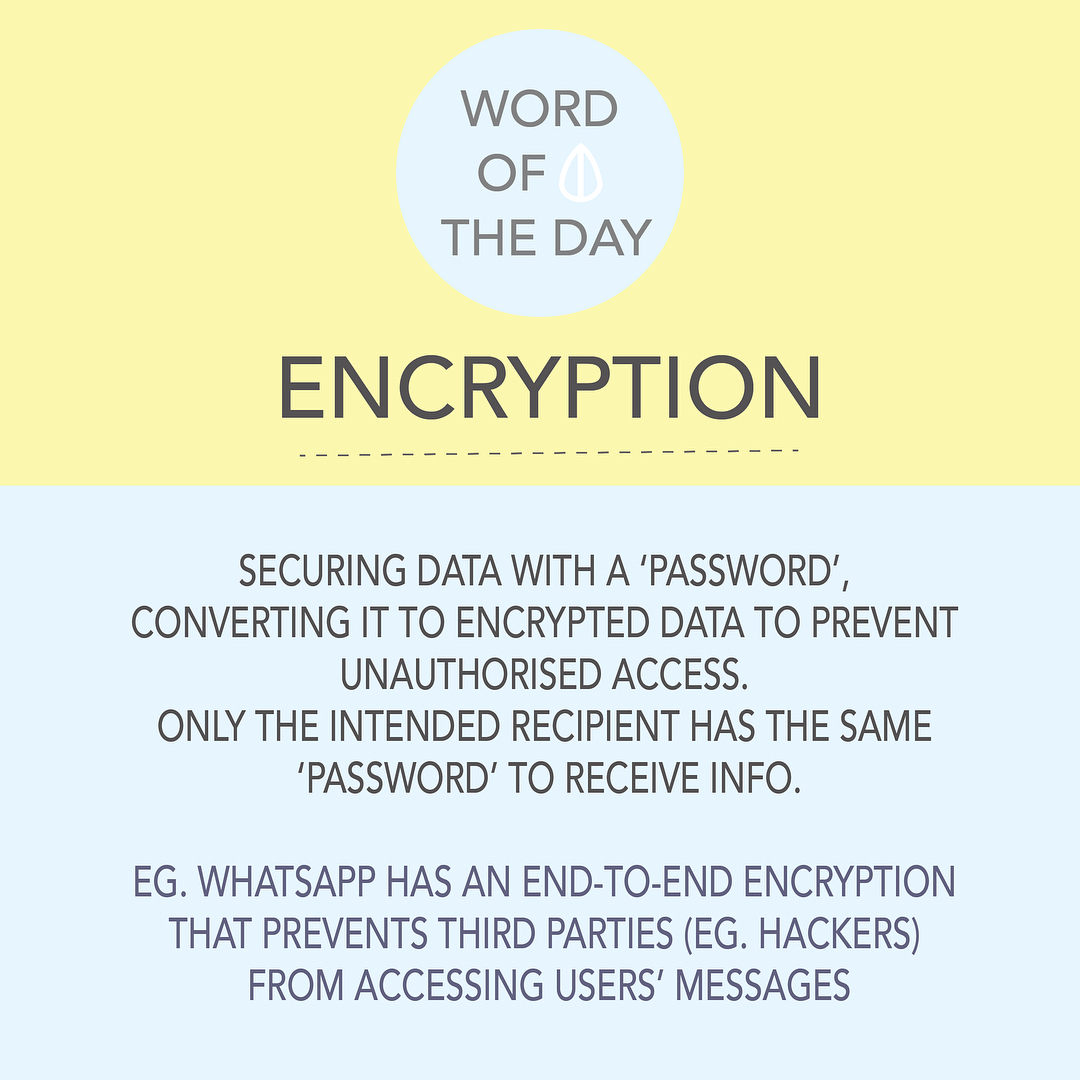 WORD
OF
THE DAY
ENCRYPTION
SECURING DATA WITH A ‘PASSWORD’,
CONVERTING IT TO ENCRYPTED DATA TO PREVENT
UNAUTHORISED ACCESS.
ONLY THE INTENDED RECIPIENT HAS THE SAME
‘PASSWORD’ TO RECEIVE INFO.
EG. WHATSAPP HAS AN END-TO-END ENCRYPTION
THAT PREVENTS THIRD PARTIES (EG. HACKERS)
FROM ACCESSING USERS’ MESSAGES